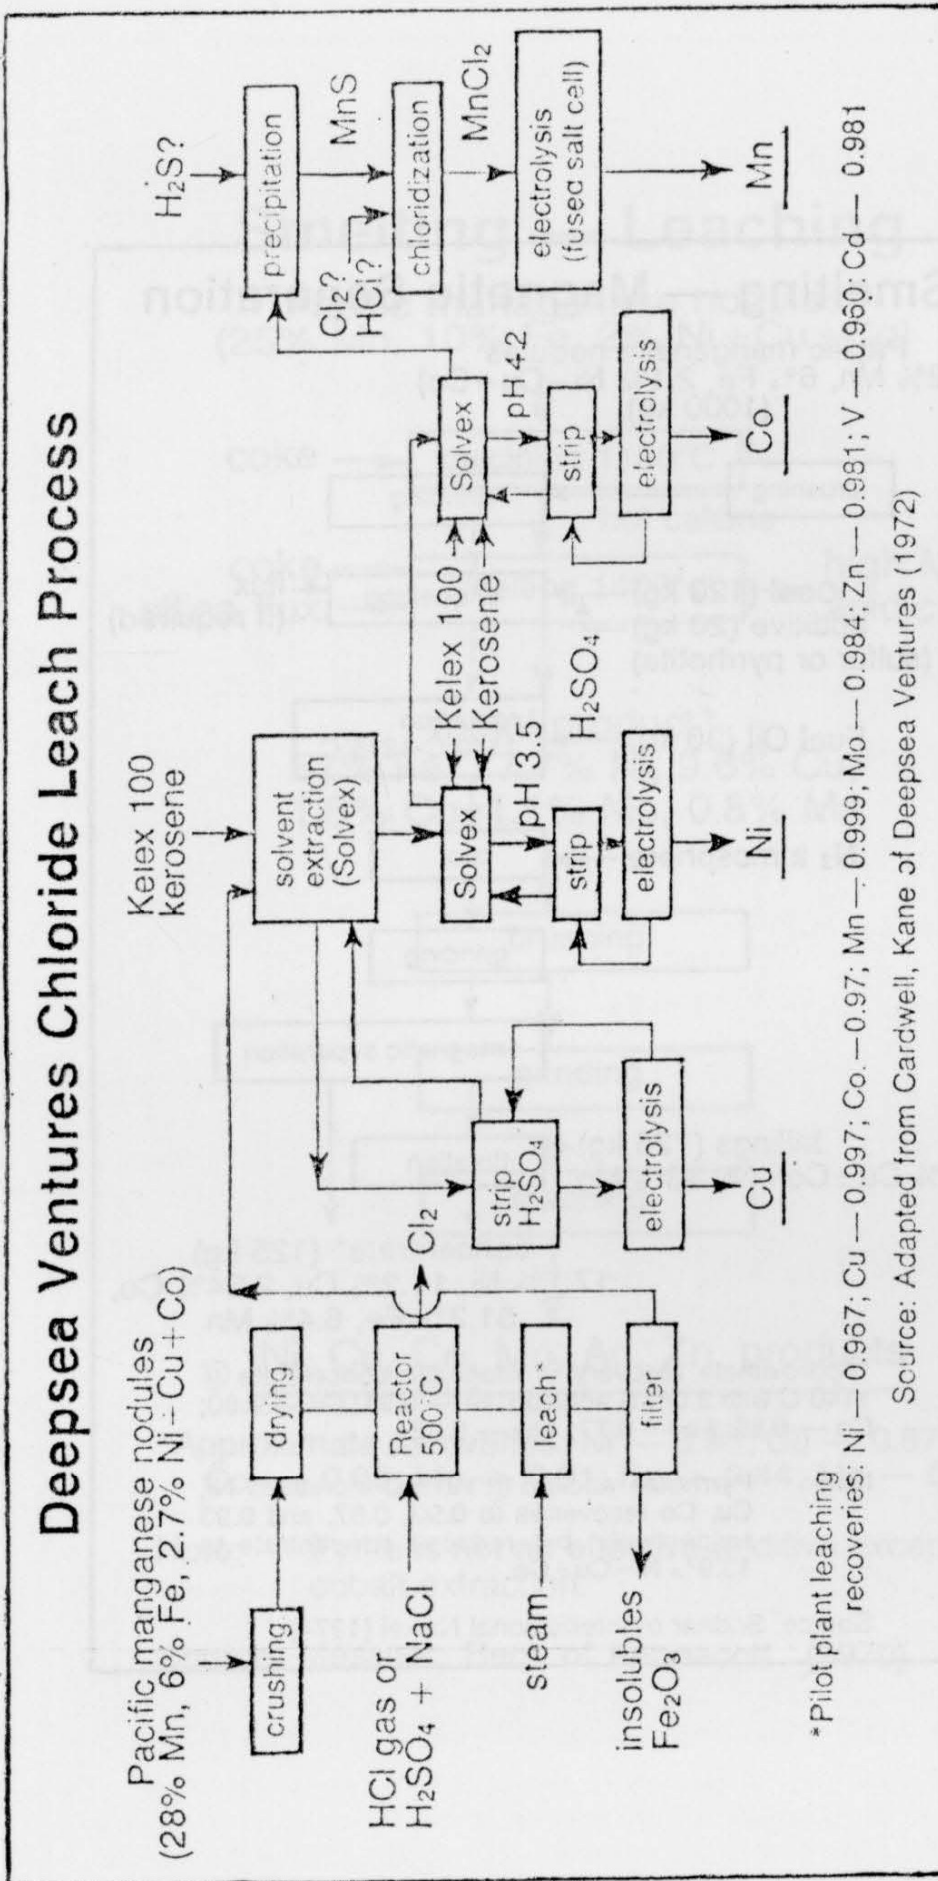 Deepsea Ventures Chloride Leach Process
Pacific manganese nodules
(28% Mn, 6% Fe, 2.7% Ni+Cu+Co)
crushing
drying
HCl gas or
H₂SO₄ + NaCl
Reactor
500°C
Cl₂
steam
leach*
insolubles
Fe₂O₃
filter
Kelex 100
kerosene
solvent
extraction
(Solvex)
strip
H₂SO₄
electrolysis
Cu
Solvex
pH 3.5
strip
electrolysis
Ni
Kelex 100
Kerosene
H₂SO₄
Solvex
pH 4.2
strip
electrolysis
Co
H₂S?
precipitation
MnS
Cl₂?
HCl?
chloridization
MnCl₂
electrolysis
(fused salt cell)
Mn
*Pilot plant leaching
recoveries: Ni — 0.967; Cu — 0.997; Co. — 0.97; Mn — 0.999; Mo — 0.984; Zn — 0.981; V — 0.960; Cd — 0.981
Source: Adapted from Cardwell, Kane of Deepsea Ventures (1972)